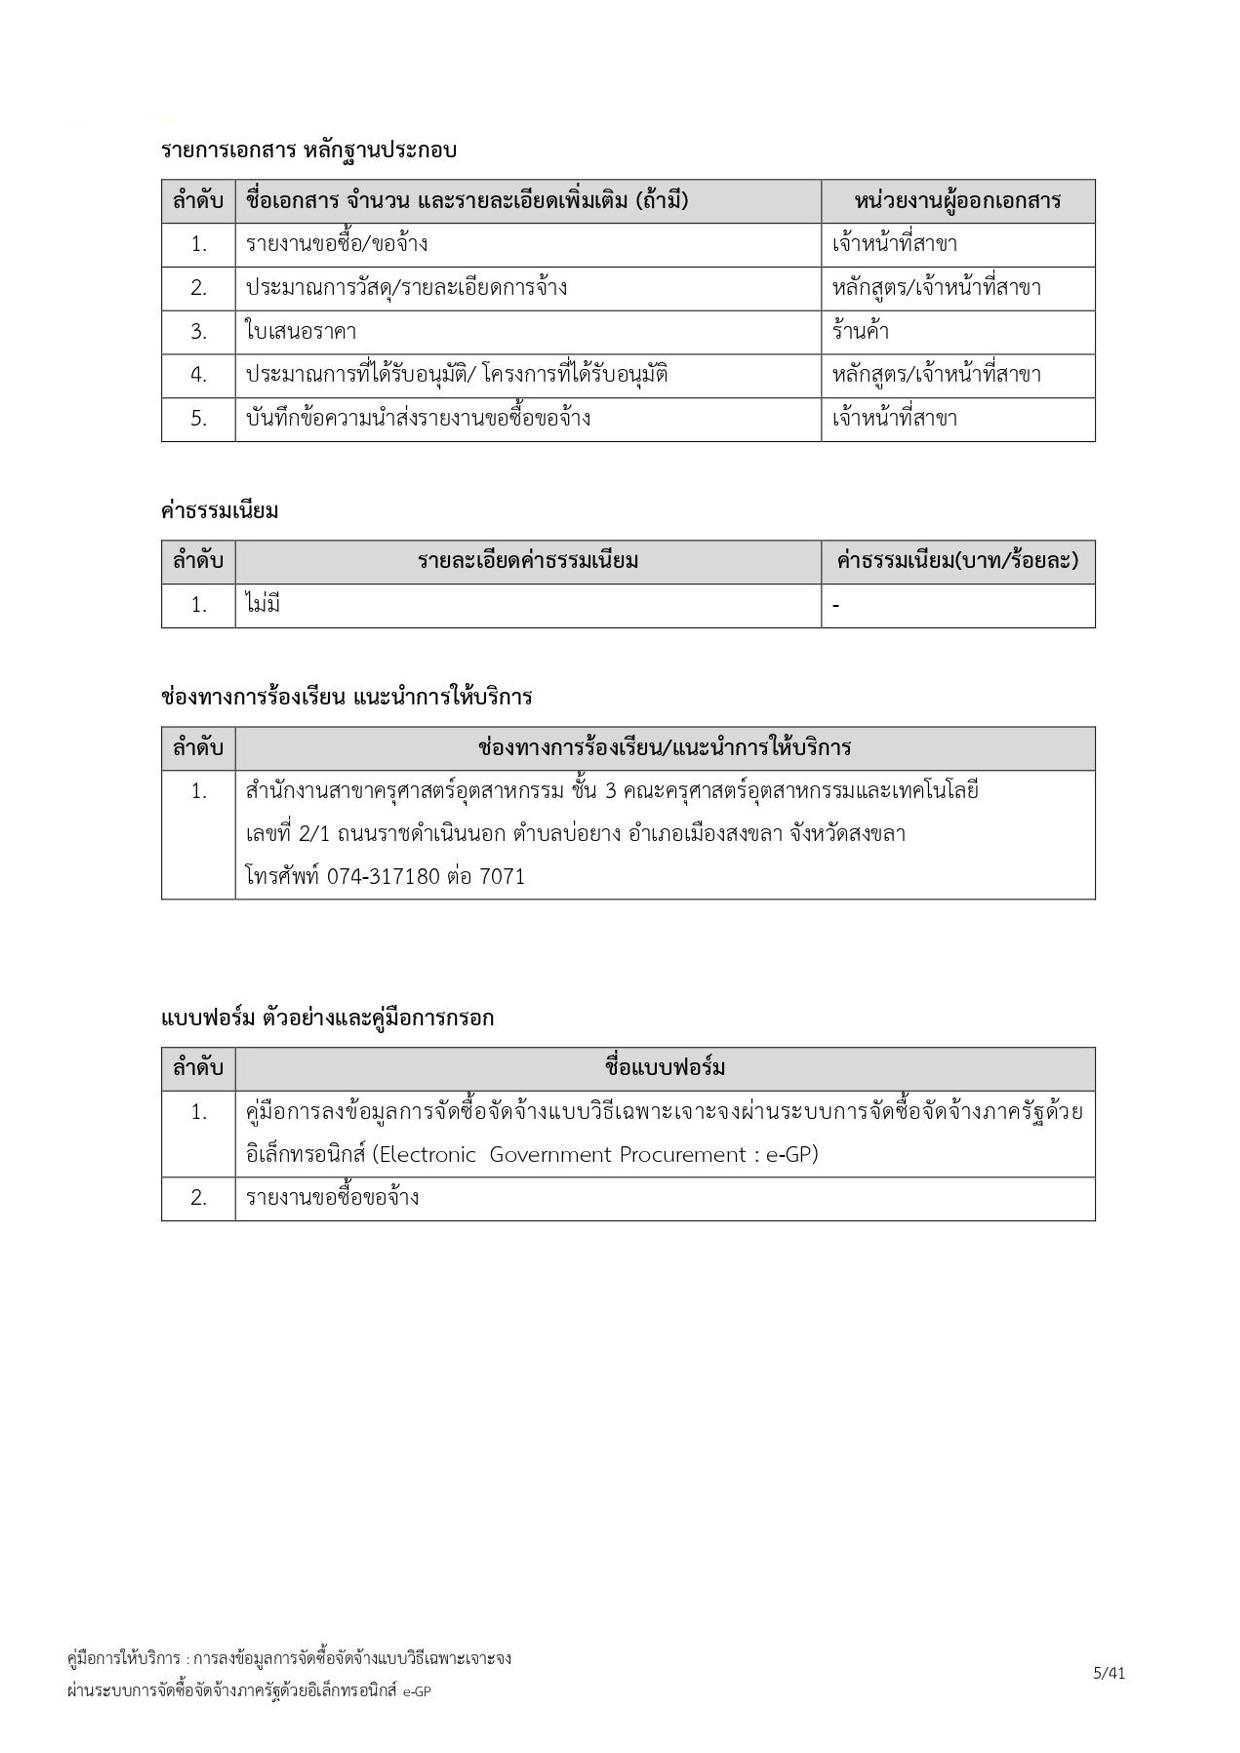 รายการเอกสาร หลักฐานประกอบ
ลำดับ ชื่อเอกสาร จำนวน และรายละเอียดเพิ่มเติม (ถ้ามี) หน่วยงานผู้ออกเอกสาร
1. รายงานขอซื้อ/ขอจ้าง เจ้าหน้าที่สาขา
2. ประมาณการวัสดุ/รายละเอียดการจ้าง หลักสูตร/เจ้าหน้าที่สาขา
3. ใบเสนอราคา ร้านค้า
4. ประมาณการที่ได้รับอนุมัติ/ โครงการที่ได้รับอนุมัติ หลักสูตร/เจ้าหน้าที่สาขา
5. บันทึกข้อความนำส่งรายงานขอซื้อขอจ้าง เจ้าหน้าที่สาขา
ค่าธรรมเนียม
ลำดับ รายละเอียดค่าธรรมเนียม ค่าธรรมเนียม(บาท/ร้อยละ)
1. ไม่มี -
ช่องทางการร้องเรียน แนะนำการให้บริการ
ลำดับ ช่องทางการร้องเรียน/แนะนำการให้บริการ
1. สำนักงานสาขาครุศาสตร์อุตสาหกรรม ชั้น 3 คณะครุศาสตร์อุตสาหกรรมและเทคโนโลยี
เลขที่ 2/1 ถนนราชดำเนินนอก ตำบลบ่อยาง อำเภอเมืองสงขลา จังหวัดสงขลา
โทรศัพท์ 074-317180 ต่อ 7071
แบบฟอร์ม ตัวอย่างและคู่มือการกรอก
ลำดับ ชื่อแบบฟอร์ม
1. คู่มือการลงข้อมูลการจัดซื้อจัดจ้างแบบวิธีเฉพาะเจาะจงผ่านระบบการจัดซื้อจัดจ้างภาครัฐด้วย
อิเล็กทรอนิกส์ (Electronic Government Procurement : e-GP)
2. รายงานขอซื้อขอจ้าง
คู่มือการให้บริการ : การลงข้อมูลการจัดซื้อจัดจ้างแบบวิธีเฉพาะเจาะจง
ผ่านระบบการจัดซื้อจัดจ้างภาครัฐด้วยอิเล็กทรอนิกส์ e-GP
5/41